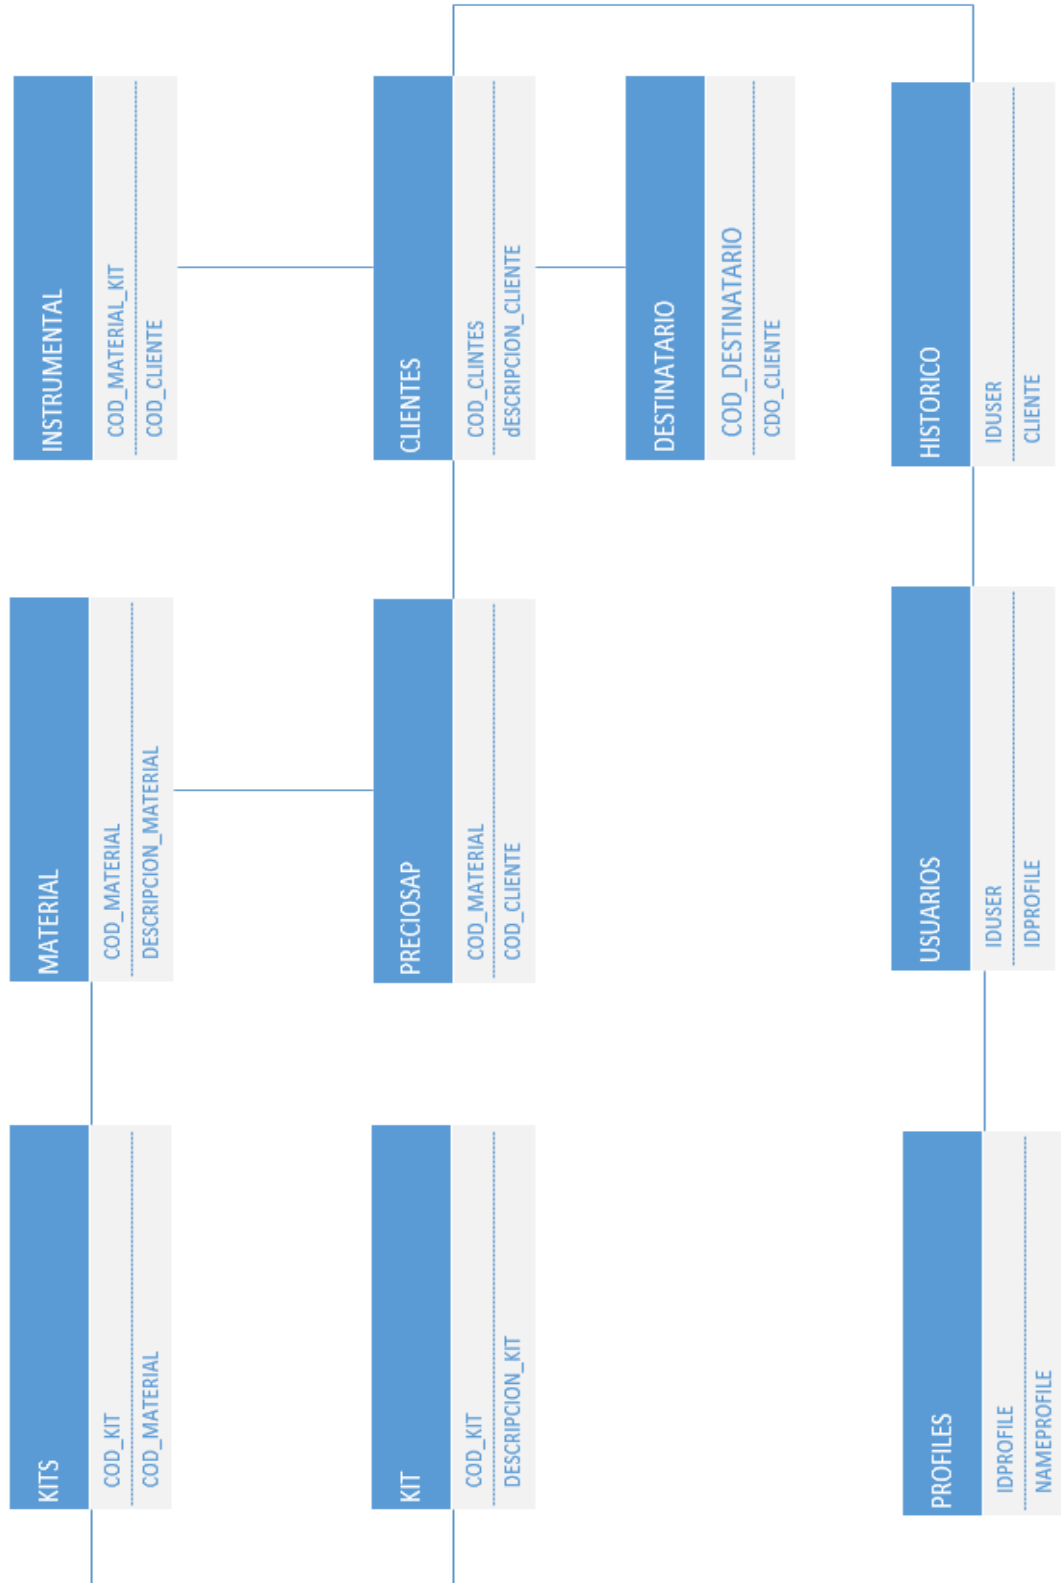 KITS
COD_KIT
COD_MATERIAL
MATERIAL
COD_MATERIAL
DESCRIPCION_MATERIAL
INSTRUMENTAL
COD_MATERIAL_KIT
COD_CLIENTE
KIT
COD_KIT
DESCRIPCION_KIT
PRECIOSAP
COD_MATERIAL
COD_CLIENTE
CLIENTES
COD_CLINTES
dESCRIPCION_CLIENTE
DESTINATARIO
COD_DESTINATARIO
CDO_CLIENTE
PROFILES
IDPROFILE
NAMEPROFILE
USUARIOS
IDUSER
IDPROFILE
HISTORICO
IDUSER
CLIENTE